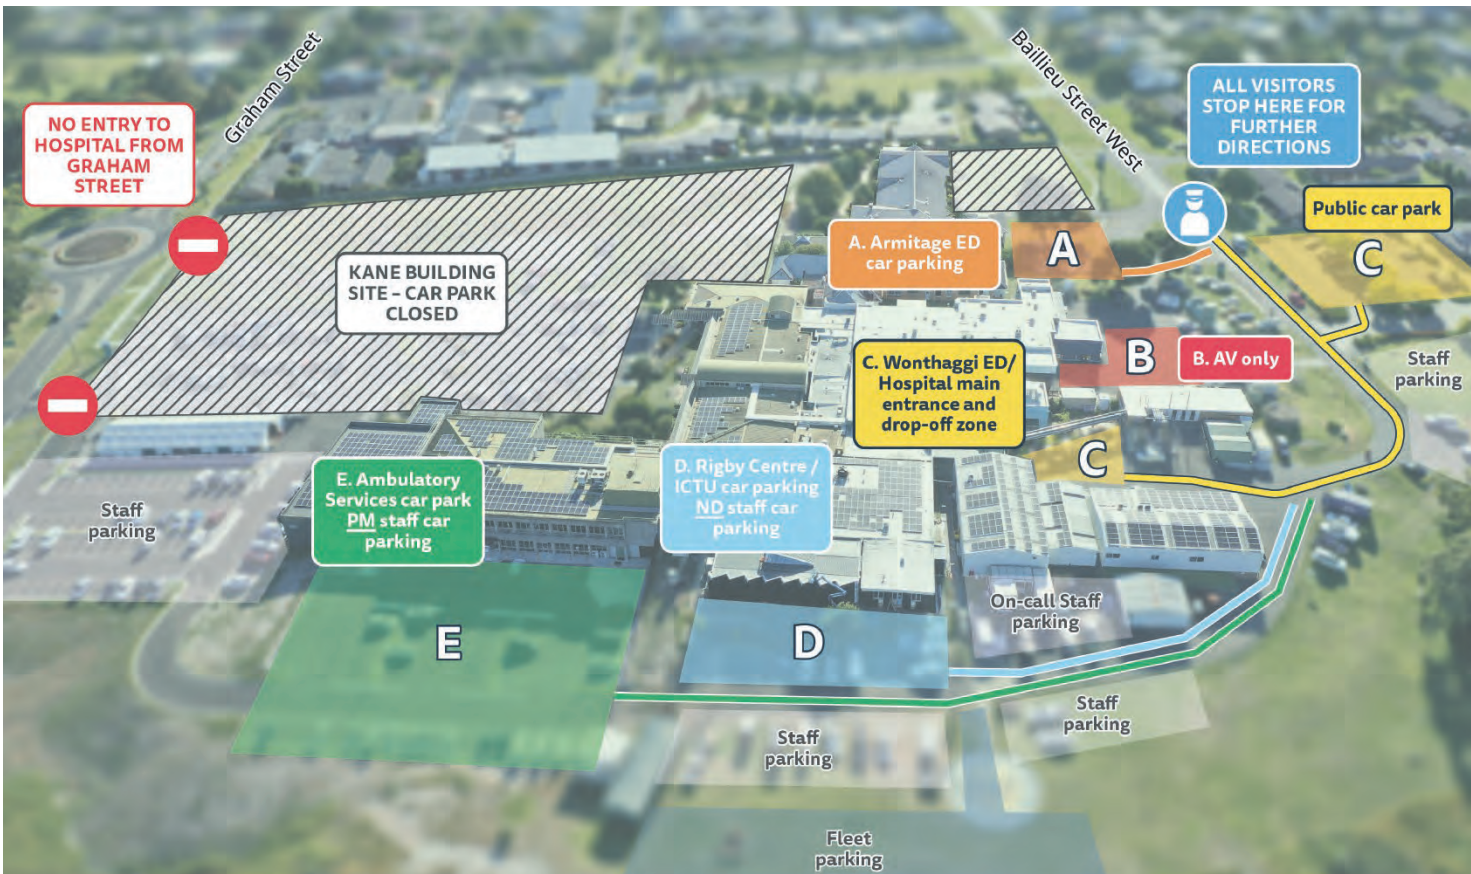 Graham Street
Baillieu Street West
ALL VISITORS
STOP HERE FOR
FURTHER
DIRECTIONS
NO ENTRY TO
HOSPITAL FROM
GRAHAM
STREET
Public car park
A. Armitage ED
car parking
A
C
KANE BUILDING
SITE – CAR PARK
CLOSED
C. Wonthaggi ED/
Hospital main
entrance and
drop-off zone
B
B. AV only
Staff
parking
C
E. Ambulatory
Services car park
PM staff car
parking
D. Rigby Centre /
ICTU car parking
ND staff car
parking
Staff
parking
On-call Staff
parking
E
D
Staff
parking
Staff
parking
Fleet
parking